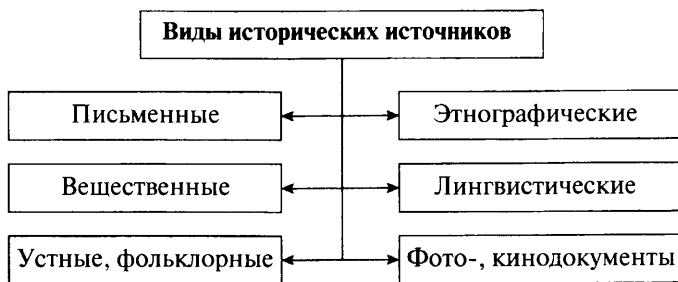 Виды исторических источников
Письменные
Этнографические
Вещественные
Лингвистические
Устные, фольклорные
Фото-, кинодокументы